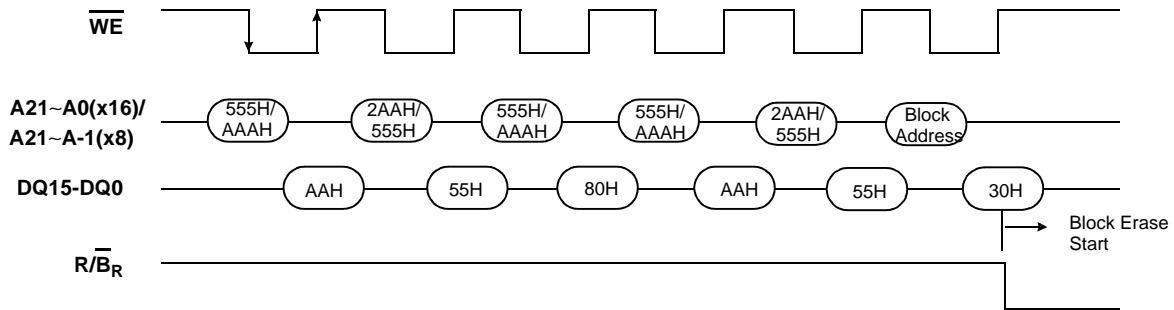 WE
A21~A0(x16)/
A21~A-1(x8)
555H/
AAAH
2AAH/
555H
555H/
AAAH
555H/
AAAH
2AAH/
555H
Block
Address
DQ15-DQ0
AAH
55H
80H
AAH
55H
30H
Block Erase
Start
R/BR